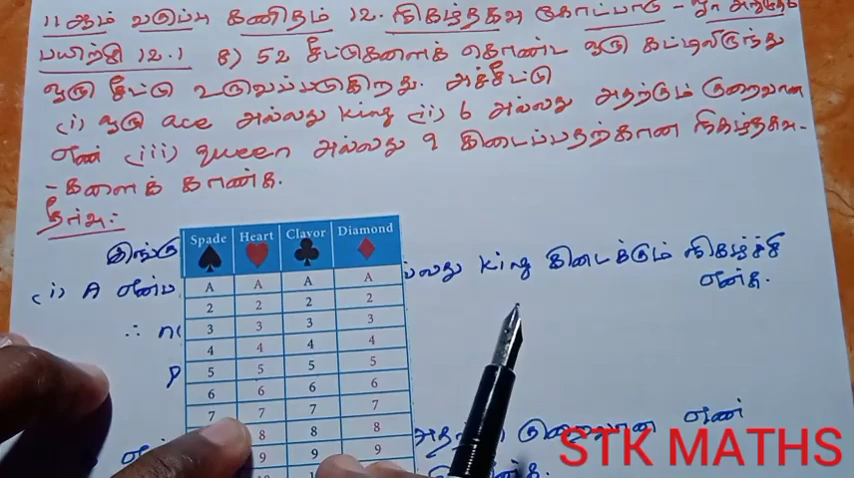 11 ஆம் வகுப்பு கணிதம் 12. நிகழ்தகவு கோட்பாடு -
பயிற்சி 12.1 8) 52 சீட்டுகளைக் கொண்ட ஒரு கட்டிலிருந்து
ஒரு சீட்டு உருவப்படுகிறது. அச்சீட்டு
(i) ஒரு ace அல்லது king (ii) 6 அல்லது அதற்கும் குறைவான
எண் (iii) queen அல்லது 9 கிடைப்பதற்கான நிகழ்தகவு-
-களைக் காண்க.
தீர்வு:
இங்கு
(i) A என்ப ல்லது king கிடைக்கும் நிகழ்ச்சி
என்க.
∴ n(
P
Spade Heart Clavor Diamond
A A A A
2 2 2 2
3 3 3 3
4 4 4 4
5 5 5 5
6 6 6 6
7 7 7 7
8 8 8
9 9 9
குறைவான எண்
STK MATHS